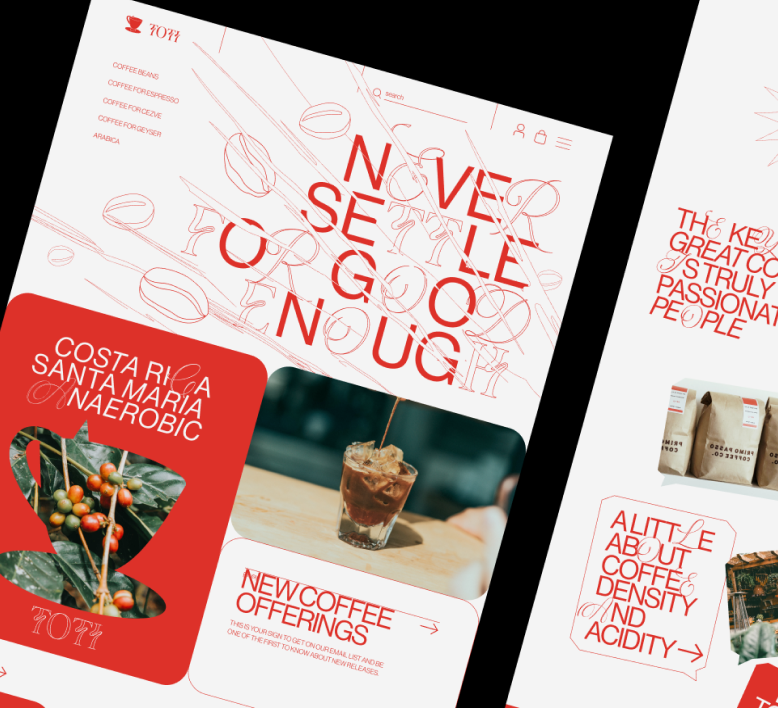 TOTI
search
COFFEE BEANS
COFFEE FOR ESPRESSO
COFFEE FOR CEZVE
COFFEE FOR GEYSER
ARABICA
NEVER
SETTLE
FOR GOOD
ENOUGH
COSTA RICA
SANTA MARIA
ANAEROBIC
TOTI
NEW COFFEE
OFFERINGS
THIS IS YOUR SIGN TO GET ON OUR EMAIL LIST AND BE
ONE OF THE FIRST TO KNOW ABOUT NEW RELEASES.
THE KEY
GREAT CO
IS TRULY
PASSIONAT
PEOPLE
PRIMO PASSO
COFFEE CO.
A LITTLE
ABOUT
COFFEE
DENSITY
AND
ACIDITY